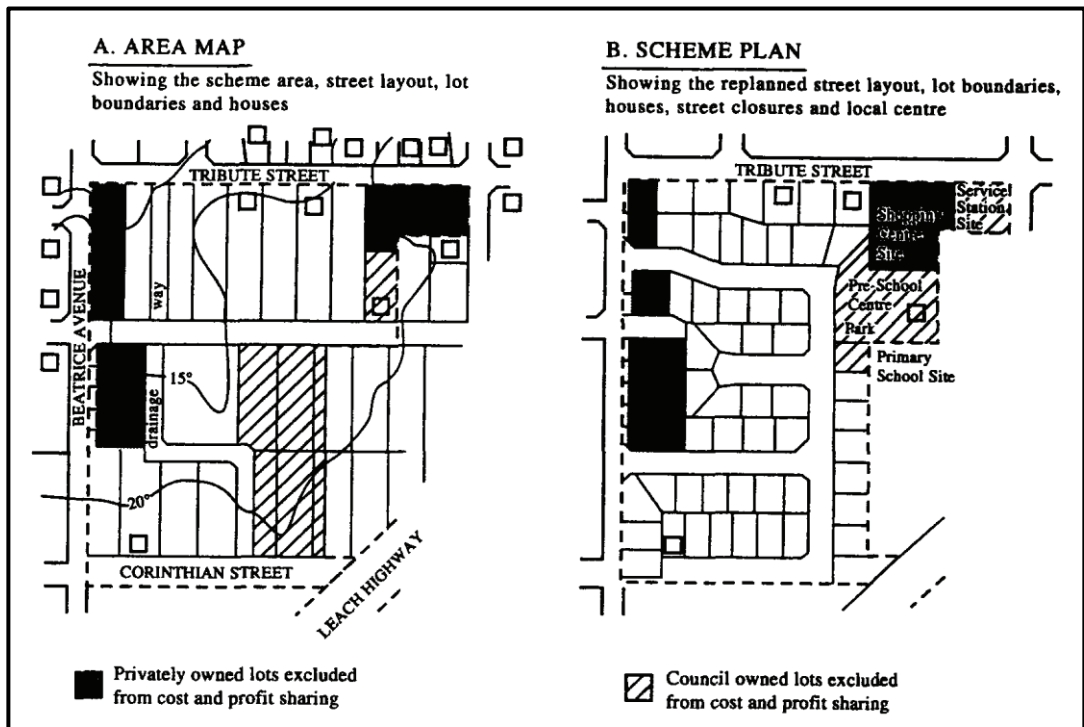 A. AREA MAP
Showing the scheme area, street layout, lot
boundaries and houses
TRIBUTE STREET
BEATRICE AVENUE
way
15°
drainage
20°
CORINTHIAN STREET
LEACH HIGHWAY
Privately owned lots excluded
from cost and profit sharing
B. SCHEME PLAN
Showing the replanned street layout, lot boundaries,
houses, street closures and local centre
TRIBUTE STREET
Shopping
Centre
Site
Service
Station
Site
Pre-School
Centre
Park
Primary
School Site
Council owned lots excluded
from cost and profit sharing